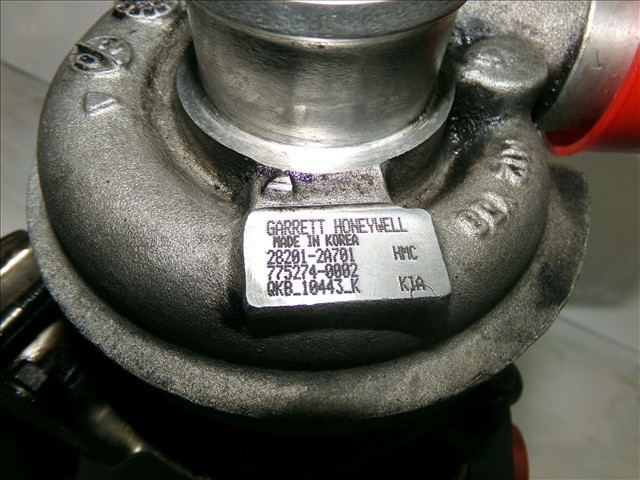 GARRETT HONEYWELL
MADE IN KOREA
28201-2A701 HMC
775274-0002
QKB_10443_K KIA